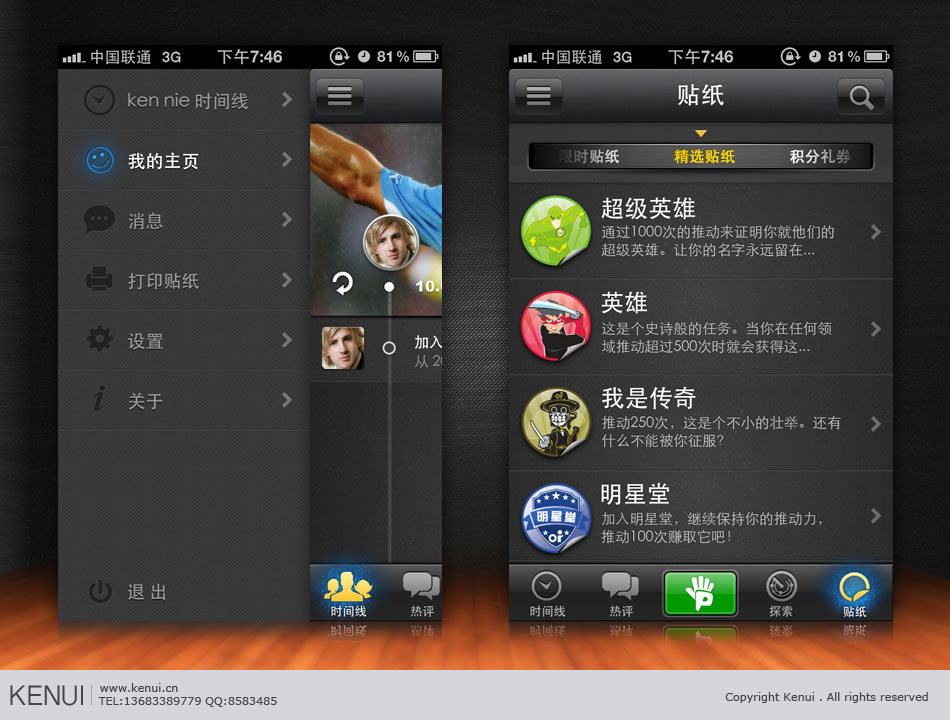 中国联通 3G 下午7:46 81%
ken nie 时间线
我的主页
消息
打印贴纸
设置
关于
退 出
10.
加入
从 20
时间线 热评
中国联通 3G 下午7:46 81%
贴纸
限时贴纸 精选贴纸 积分礼券
超级英雄
通过1000次的推动来证明你就他们的
超级英雄。让你的名字永远留在...
英雄
这是个史诗般的任务。当你在任何领
域推动超过500次时就会获得这...
我是传奇
推动250次，这是个不小的壮举。还有
什么不能被你征服?
明星堂
明星堂
oi
加入明星堂，继续保持你的推动力，
推动100次赚取它吧!
时间线 热评 探索 贴纸
KENUI
www.kenui.cn
TEL:13683389779 QQ:8583485
Copyright Kenui . All rights reserved